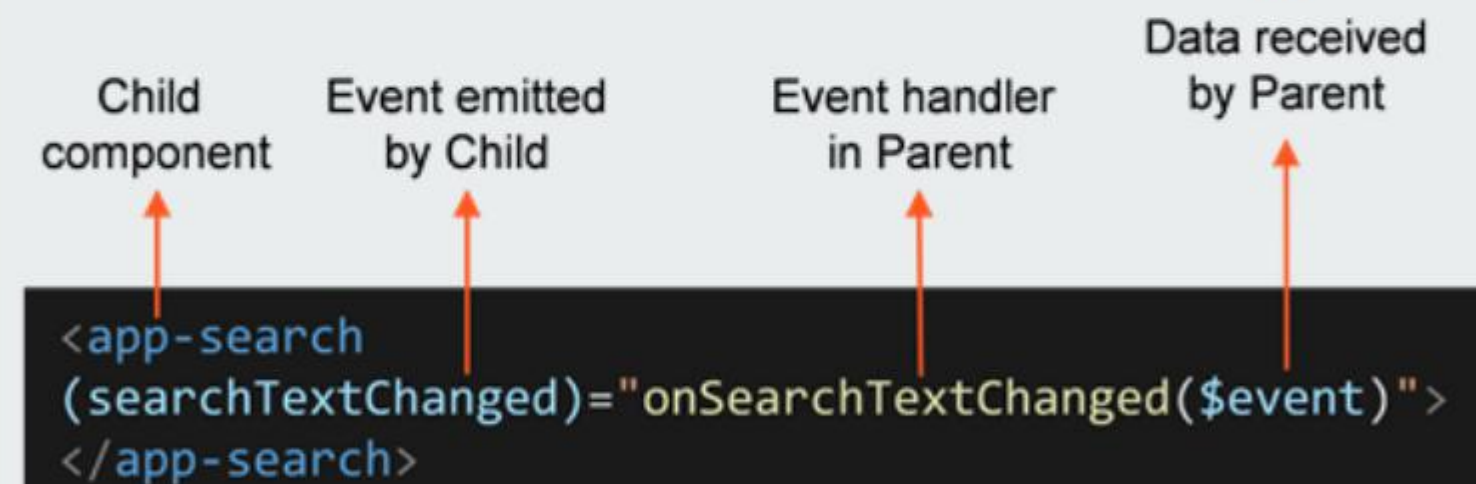 Child
component
Event emitted
by Child
Event handler
in Parent
Data received
by Parent
<app-search
(searchTextChanged)="onSearchTextChanged($event)">
</app-search>